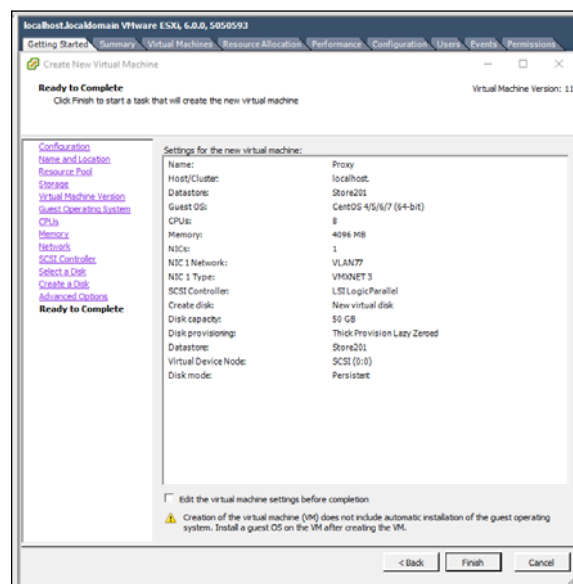 localhost.localdomain VMware ESXi, 6.0.0, 5050593
Getting Started Summary Virtual Machines Resource Allocation Performance Configuration Users Events Permissions
Create New Virtual Machine
Ready to Complete
Click Finish to start a task that will create the new virtual machine
Virtual Machine Version: 11
Configuration
Name and Location
Resource Pool
Storage
Virtual Machine Version
Guest Operating System
CPUs
Memory
Network
SCSI Controller
Select a Disk
Create a Disk
Advanced Options
Ready to Complete
Settings for the new virtual machine:
Name: Proxy
Host/Cluster: localhost.
Datastore: Store201
Guest OS: CentOS 4/5/6/7 (64-bit)
CPUs: 8
Memory: 4096 MB
NICs: 1
NIC 1 Network: VLAN77
NIC 1 Type: VMXNET 3
SCSI Controller: LSI Logic Parallel
Create disk: New virtual disk
Disk capacity: 50 GB
Disk provisioning: Thick Provision Lazy Zeroed
Datastore: Store201
Virtual Device Node: SCSI (0:0)
Disk mode: Persistent
Edit the virtual machine settings before completion
Creation of the virtual machine (VM) does not include automatic installation of the guest operating
system. Install a guest OS on the VM after creating the VM.
< Back Finish Cancel